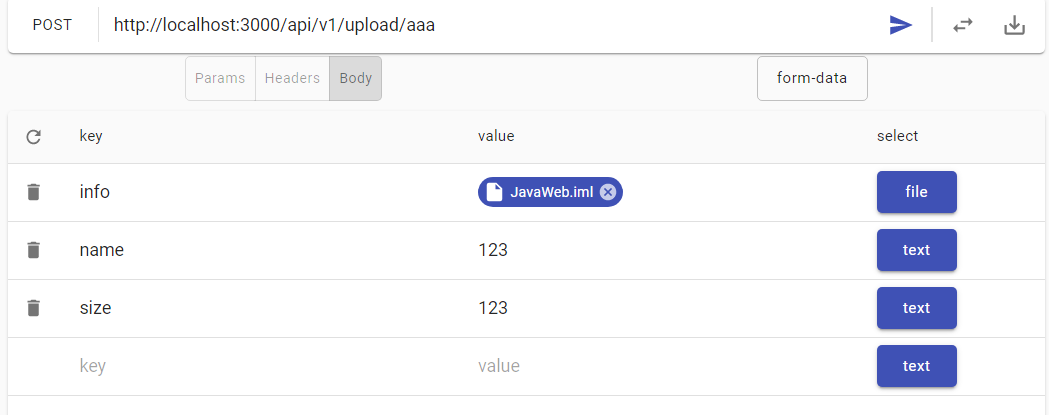 POST http://localhost:3000/api/v1/upload/aaa
Params Headers Body form-data
key value select
info JavaWeb.iml file
name 123 text
size 123 text
key value text